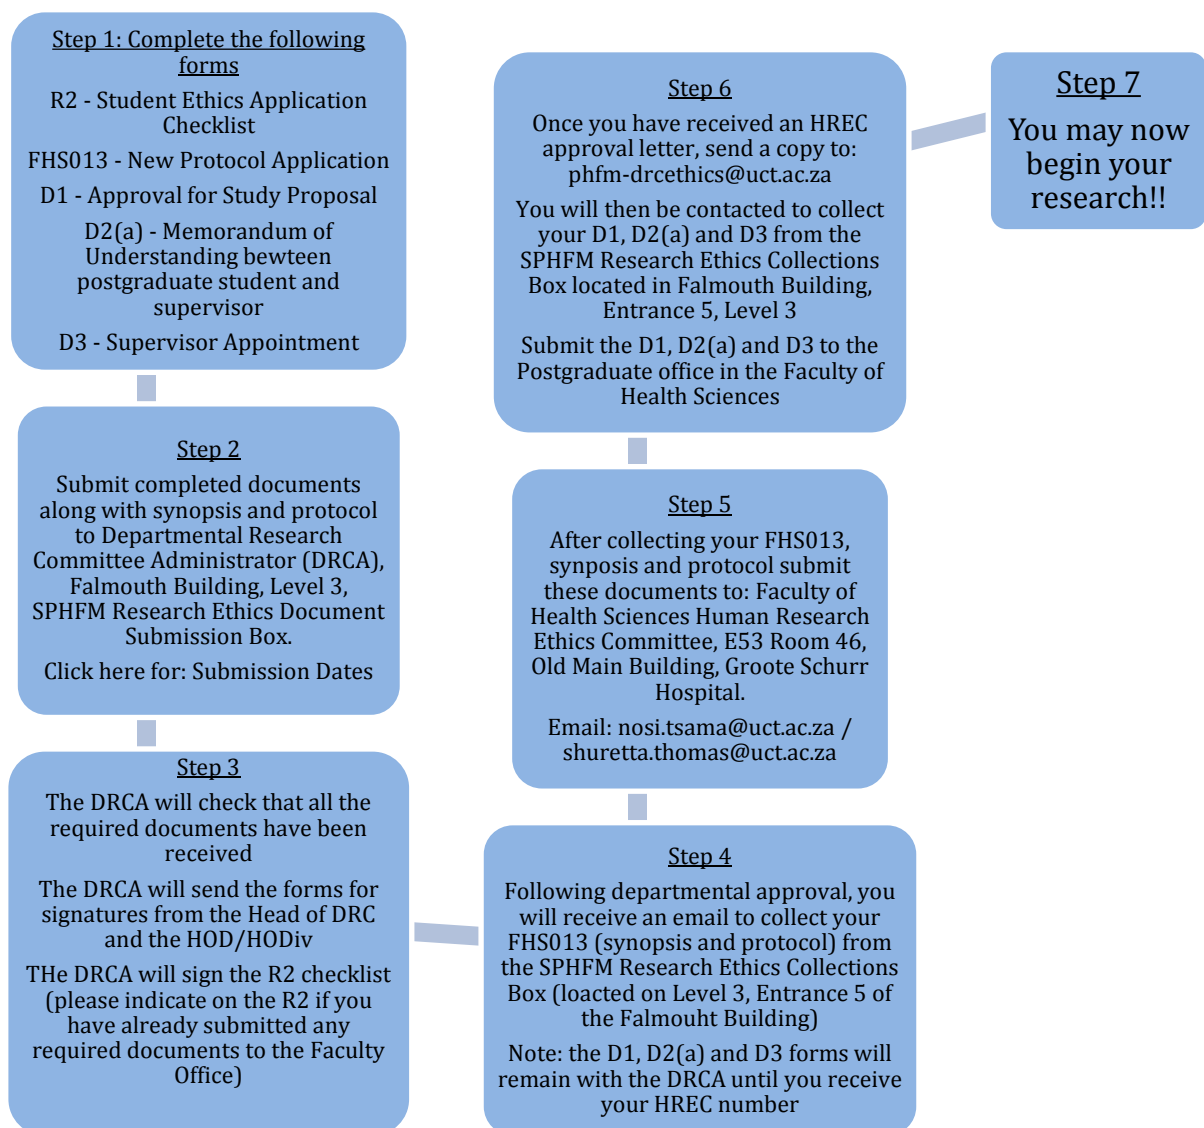 Step 1: Complete the following
forms
R2 - Student Ethics Application
Checklist
FHS013 - New Protocol Application
D1 - Approval for Study Proposal
D2(a) - Memorandum of
Understanding bewteen
postgraduate student and
supervisor
D3 - Supervisor Appointment
Step 2
Submit completed documents
along with synopsis and protocol
to Departmental Research
Committee Administrator (DRCA),
Falmouth Building, Level 3,
SPHFM Research Ethics Document
Submission Box.
Click here for: Submission Dates
Step 3
The DRCA will check that all the
required documents have been
received
The DRCA will send the forms for
signatures from the Head of DRC
and the HOD/HODiv
THe DRCA will sign the R2 checklist
(please indicate on the R2 if you
have already submitted any
required documents to the Faculty
Office)
Step 4
Following departmental approval, you
will receive an email to collect your
FHS013 (synopsis and protocol) from
the SPHFM Research Ethics Collections
Box (loacted on Level 3, Entrance 5 of
the Falmouht Building)
Note: the D1, D2(a) and D3 forms will
remain with the DRCA until you receive
your HREC number
Step 5
After collecting your FHS013,
synposis and protocol submit
these documents to: Faculty of
Health Sciences Human Research
Ethics Committee, E53 Room 46,
Old Main Building, Groote Schurr
Hospital.
Email: nosi.tsama@uct.ac.za /
shuretta.thomas@uct.ac.za
Step 6
Once you have received an HREC
approval letter, send a copy to:
phfm-drcethics@uct.ac.za
You will then be contacted to collect
your D1, D2(a) and D3 from the
SPHFM Research Ethics Collections
Box located in Falmouth Building,
Entrance 5, Level 3
Submit the D1, D2(a) and D3 to the
Postgraduate office in the Faculty of
Health Sciences
Step 7
You may now
begin your
research!!